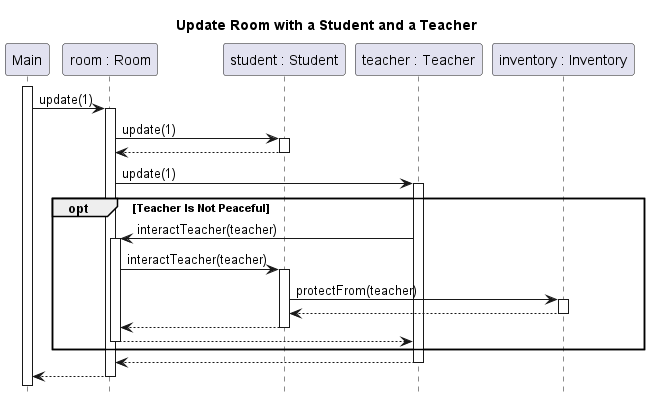 Update Room with a Student and a Teacher
Main
room : Room
student : Student
teacher : Teacher
inventory : Inventory
update(1)
update(1)
update(1)
opt
[Teacher Is Not Peaceful]
interactTeacher(teacher)
interactTeacher(teacher)
protectFrom(teacher)